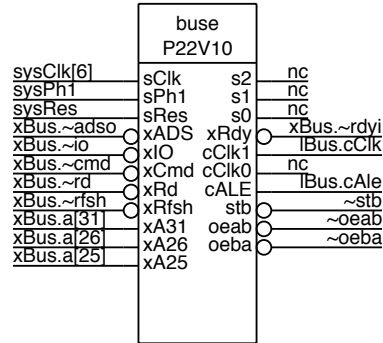 buse
P22V10
sysClk[6] sClk s2 nc
sysPh1 sPh1 s1 nc
sysRes sRes s0 nc
xBus.~adso xADS xRdy xBus.~rdyi
xBus.~io xIO cClk1 lBus.cClk
xBus.~cmd xCmd cClk0 nc
xBus.~rd xRd cALE lBus.cAle
xBus.~rfsh xRfsh stb ~stb
xBus.a[31] xA31 oeab ~oeab
xBus.a[26] xA26 oeba ~oeba
xBus.a[25] xA25